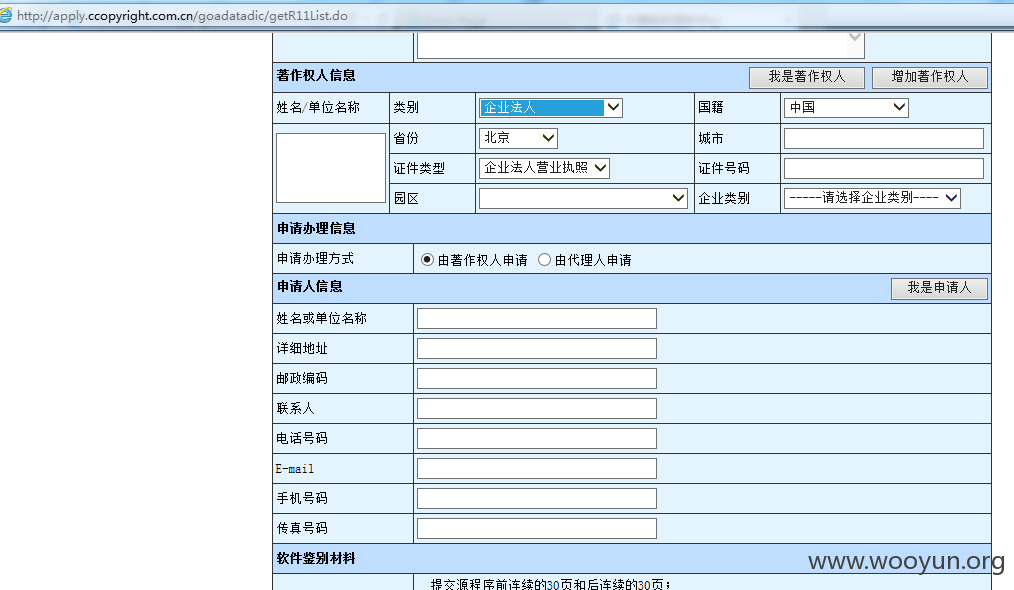 http://apply.ccopyright.com.cn/goadatadic/getR11List.do
著作权人信息 我是著作权人 增加著作权人
姓名/单位名称 类别 企业法人 国籍 中国
省份 北京 城市
证件类型 企业法人营业执照 证件号码
园区 企业类别 -----请选择企业类别----
申请办理信息
申请办理方式 由著作权人申请 由代理人申请
申请人信息 我是申请人
姓名或单位名称
详细地址
邮政编码
联系人
电话号码
E-mail
手机号码
传真号码
软件鉴别材料
www.wooyun.org
提交源程序前连续的30页和后连续的30页;